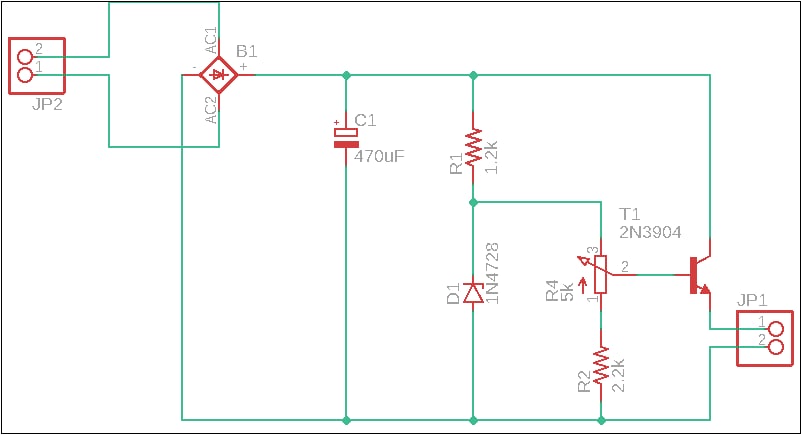 2
1
JP2
AC1
AC2
-
+
B1
+
C1
470uF
R1
1.2k
D1
1N4728
T1
2N3904
3
2
1
R4
5k
R2
2.2k
JP1
1
2